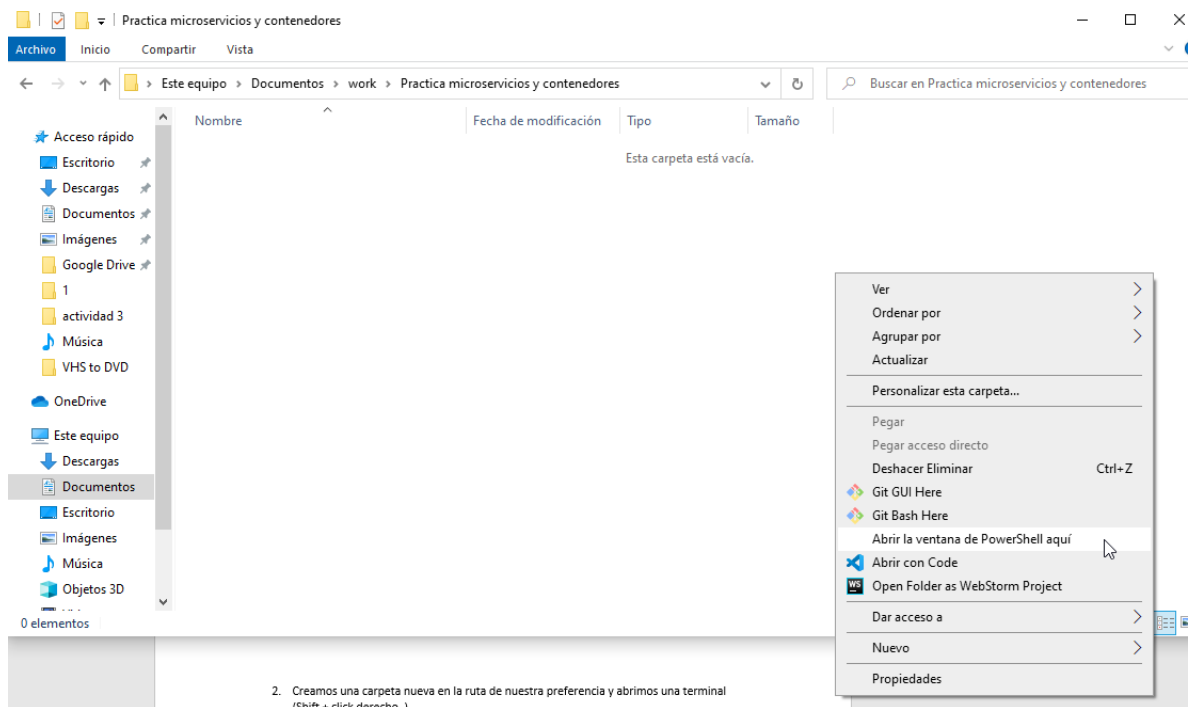 Practica microservicios y contenedores
Archivo Inicio Compartir Vista
Este equipo > Documentos > work > Practica microservicios y contenedores
Buscar en Practica microservicios y contenedores
Nombre Fecha de modificación Tipo Tamaño
Esta carpeta está vacía.
Acceso rápido
Escritorio
Descargas
Documentos
Imágenes
Google Drive
1
actividad 3
Música
VHS to DVD
OneDrive
Este equipo
Descargas
Documentos
Escritorio
Imágenes
Música
Objetos 3D
0 elementos
Ver
Ordenar por
Agrupar por
Actualizar
Personalizar esta carpeta...
Pegar
Pegar acceso directo
Deshacer Eliminar Ctrl+Z
Git GUI Here
Git Bash Here
Abrir la ventana de PowerShell aquí
Abrir con Code
WS Open Folder as WebStorm Project
Dar acceso a
Nuevo
Propiedades
2. Creamos una carpeta nueva en la ruta de nuestra preferencia y abrimos una terminal
(Shift + click derecho )